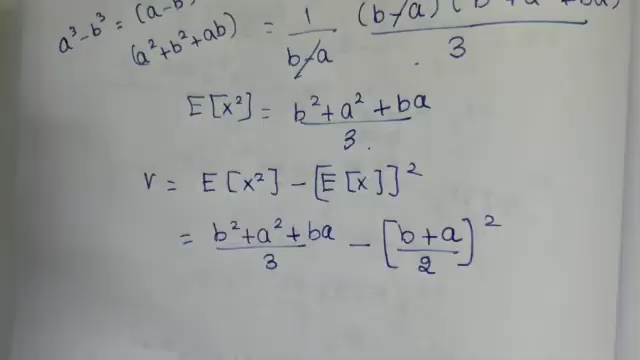 a³-b³ = (a-b)
(a²+b²+ab) = 1/(b-a) (b-a)(b²+a²+ba)/3
E[x²] = (b²+a²+ba)/3.
V = E[x²] - [E[x]]²
= (b²+a²+ba)/3 - [(b+a)/2]²